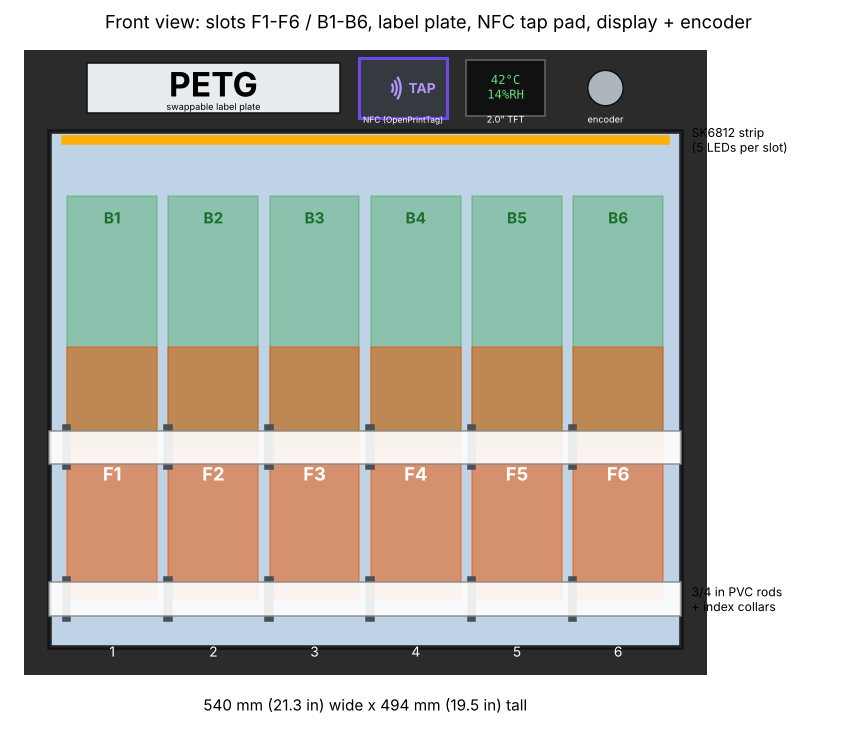 Front view: slots F1-F6 / B1-B6, label plate, NFC tap pad, display + encoder
PETG
swappable label plate
TAP
NFC (OpenPrintTag)
42°C
14%RH
2.0" TFT
encoder
SK6812 strip
(5 LEDs per slot)
B1 B2 B3 B4 B5 B6
F1 F2 F3 F4 F5 F6
3/4 in PVC rods
+ index collars
1 2 3 4 5 6
540 mm (21.3 in) wide x 494 mm (19.5 in) tall